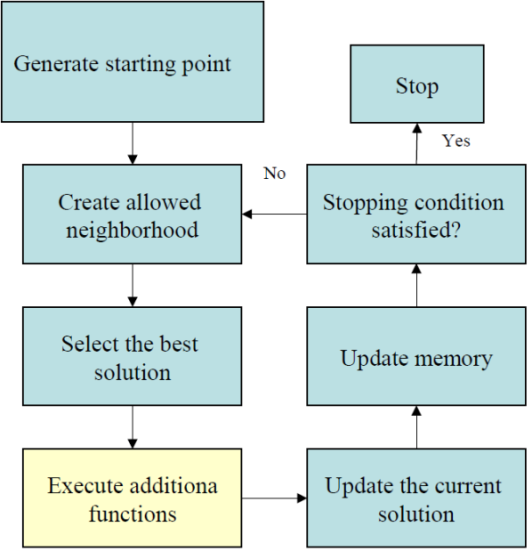 Generate starting point
Create allowed
neighborhood
Select the best
solution
Execute additiona
functions
Update the current
solution
Update memory
Stopping condition
satisfied?
No
Yes
Stop